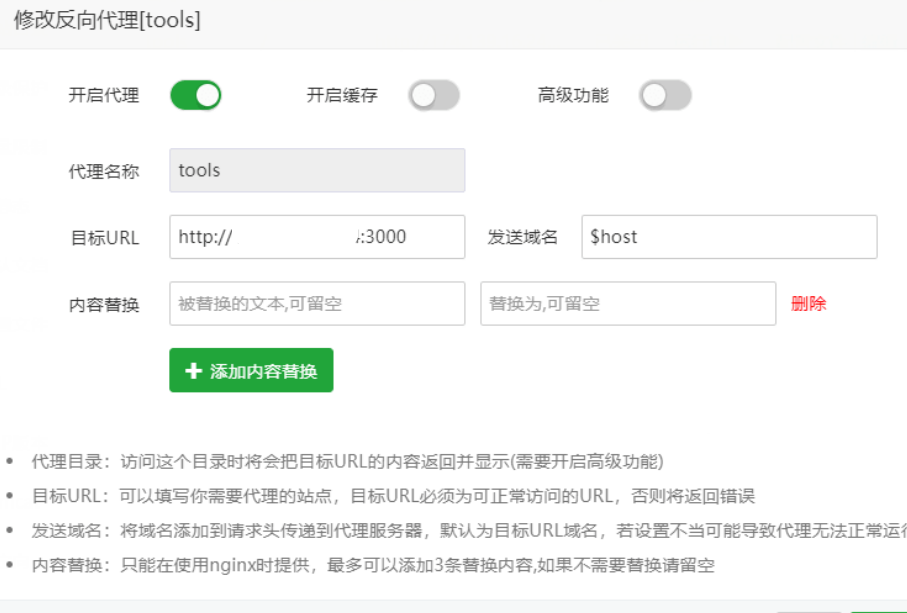 修改反向代理[tools]
开启代理 开启缓存 高级功能
代理名称 tools
目标URL http:// :3000 发送域名 $host
内容替换 被替换的文本,可留空 替换为,可留空 删除
+ 添加内容替换
• 代理目录：访问这个目录时将会把目标URL的内容返回并显示(需要开启高级功能)
• 目标URL：可以填写你需要代理的站点，目标URL必须为可正常访问的URL，否则将返回错误
• 发送域名：将域名添加到请求头传递到代理服务器，默认为目标URL域名，若设置不当可能导致代理无法正常运行
• 内容替换：只能在使用nginx时提供，最多可以添加3条替换内容,如果不需要替换请留空